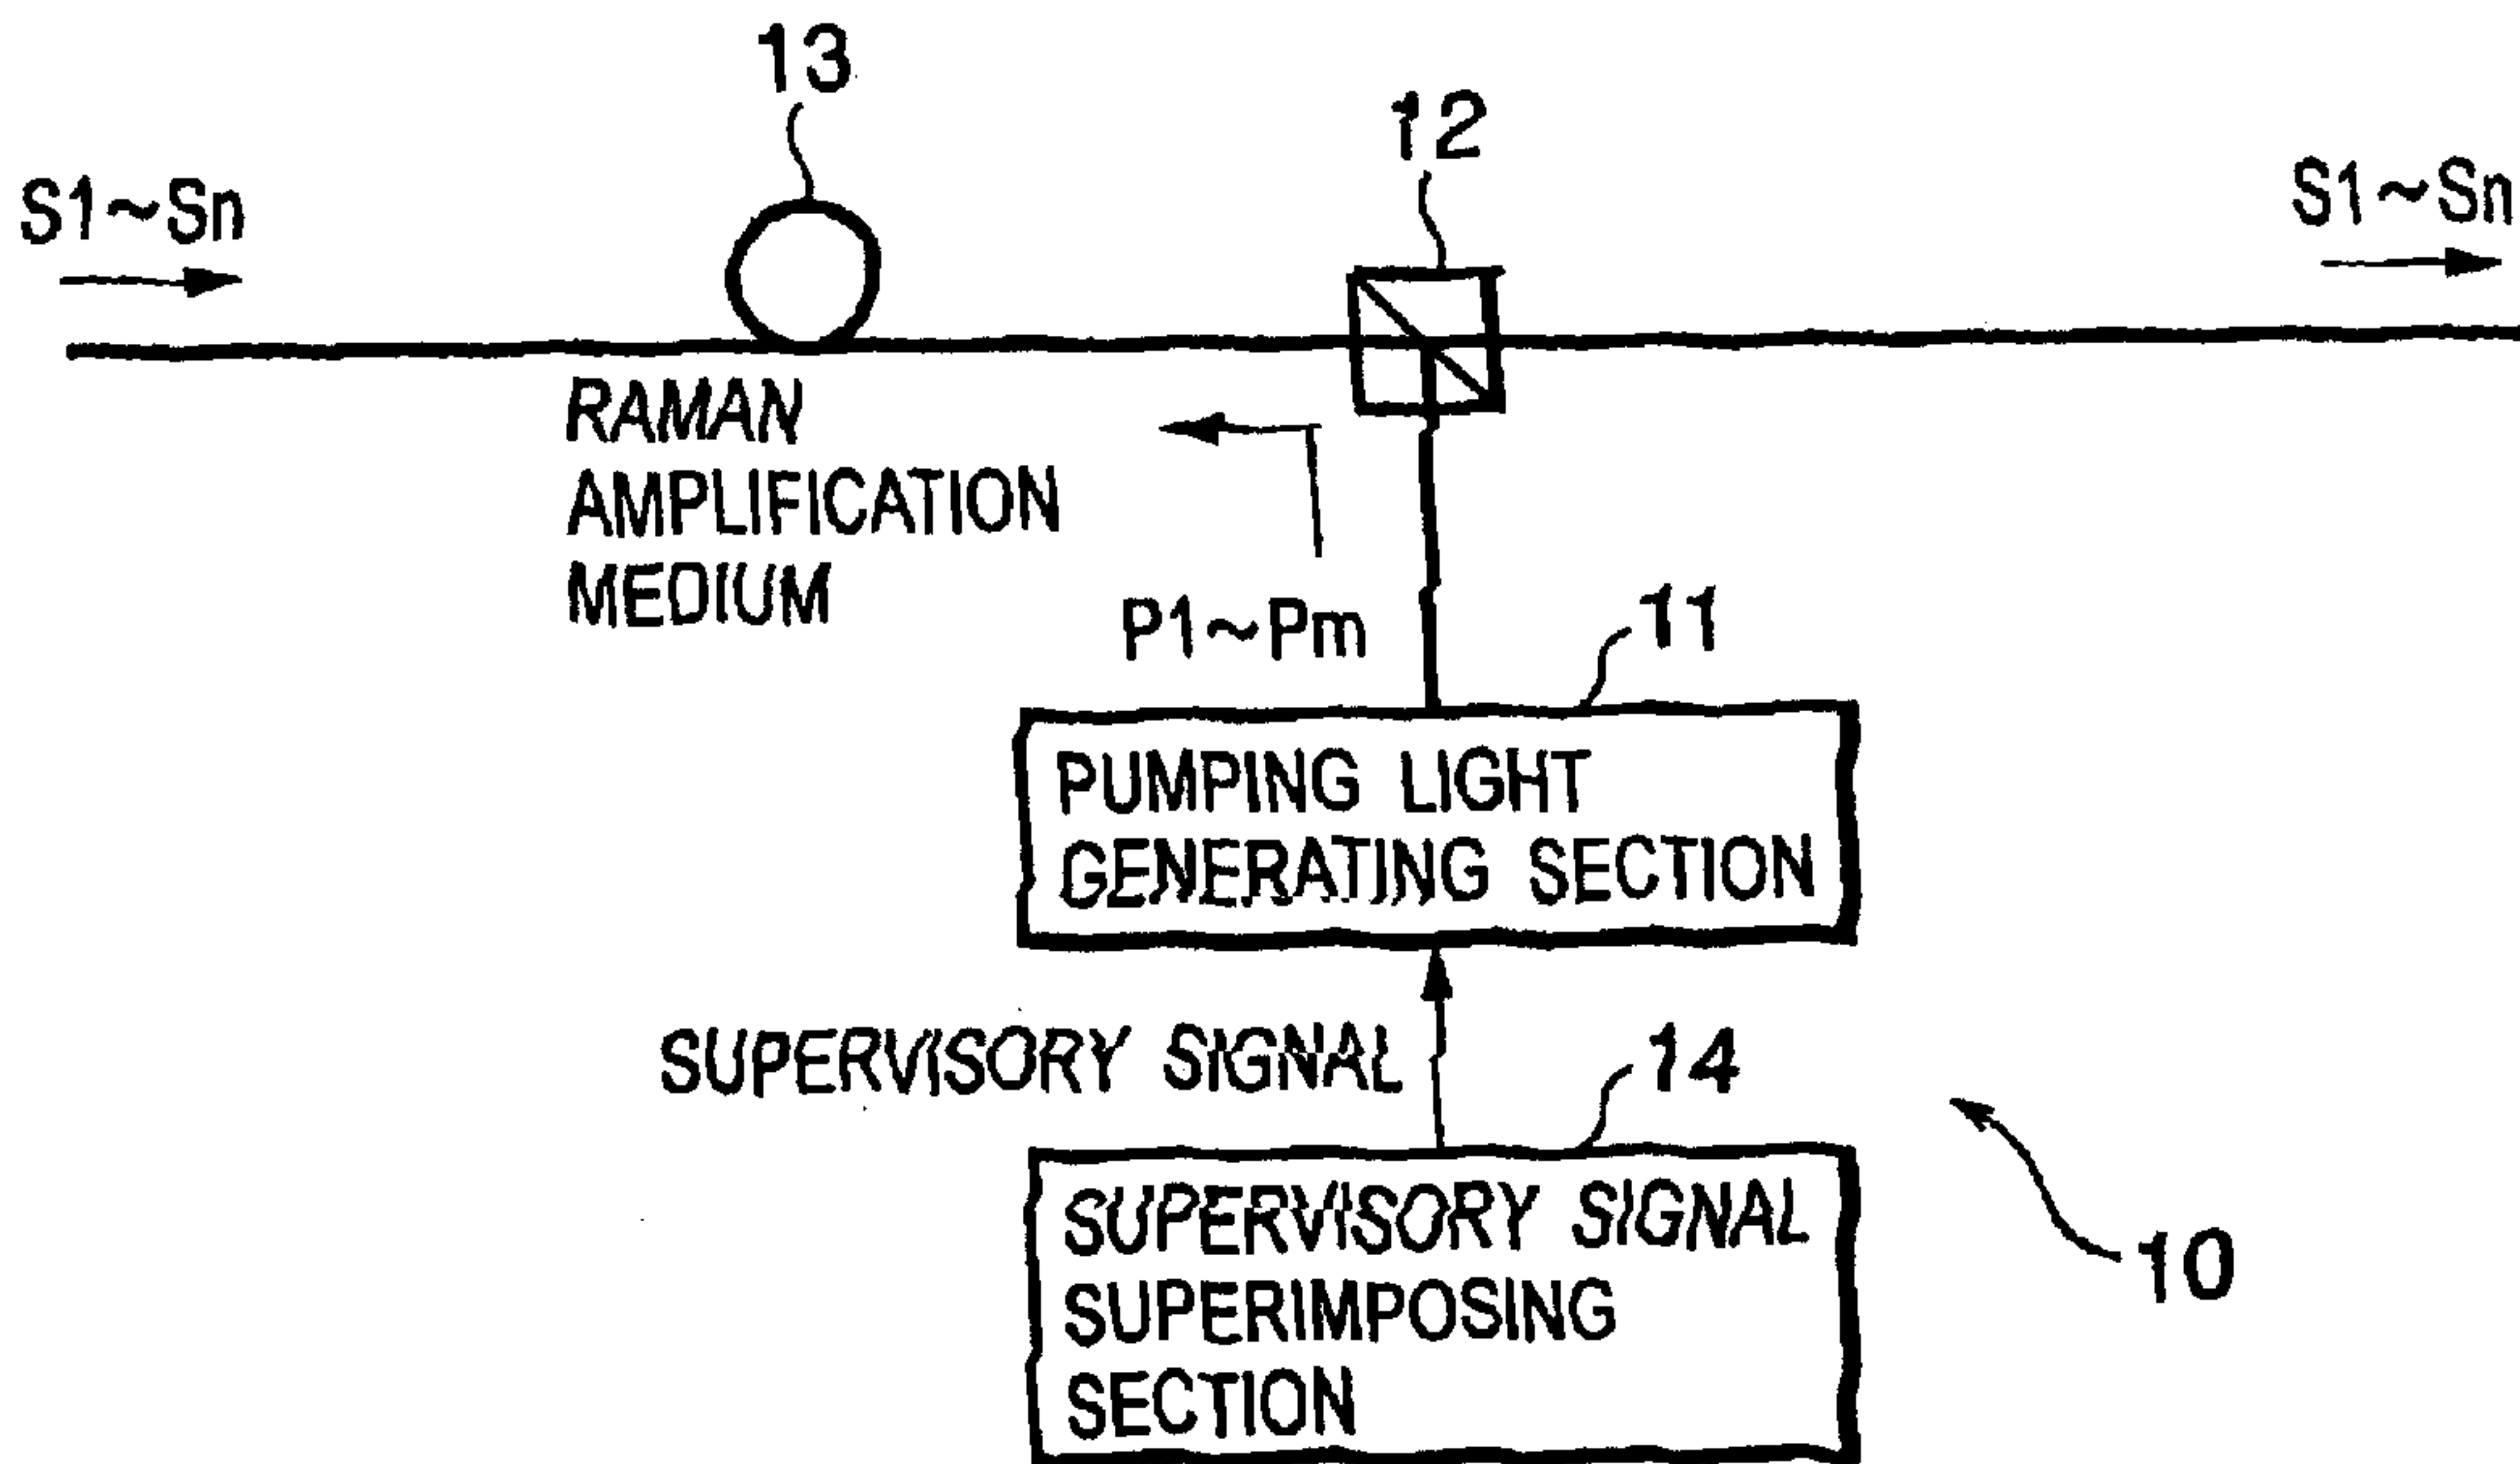 13
12
S1~Sn
S1~Sn
RAMAN
AMPLIFICATION
MEDIUM
P1~Pm
11
PUMPING LIGHT
GENERATING SECTION
SUPERVISORY SIGNAL
14
SUPERVISORY SIGNAL
SUPERIMPOSING
SECTION
10